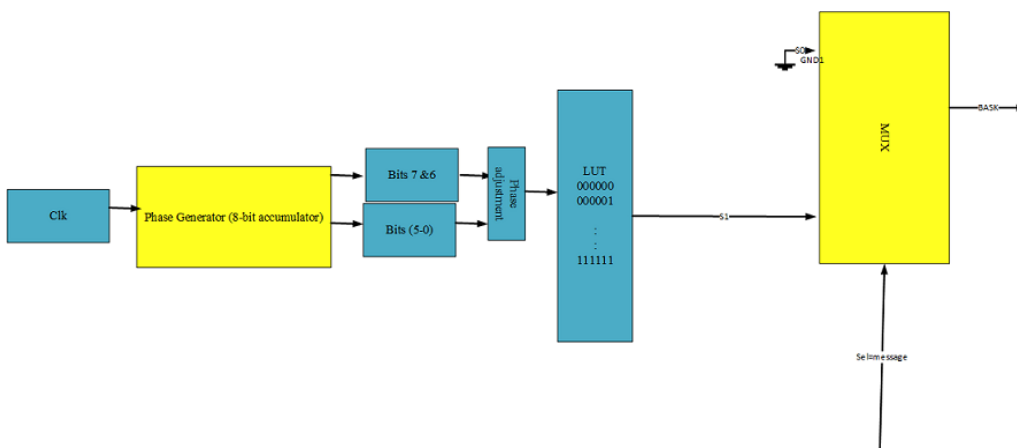 S0
GND1
MUX
BASK
LUT
000000
000001
:
:
111111
Bits 7 &6
Phase
adjustment
Clk
Phase Generator (8-bit accumulator)
Bits (5-0)
S1
Sel=message